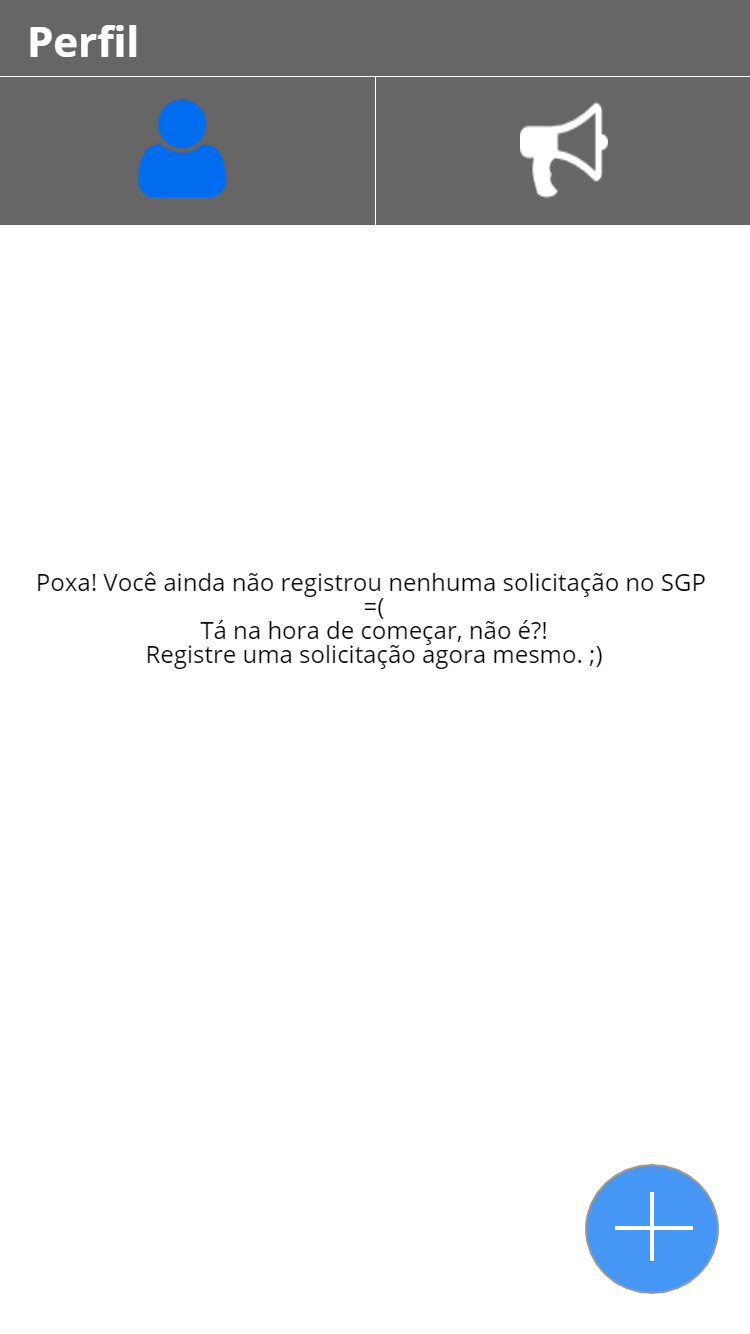 Perfil
Poxa! Você ainda não registrou nenhuma solicitação no SGP
=(
Tá na hora de começar, não é?!
Registre uma solicitação agora mesmo. ;)